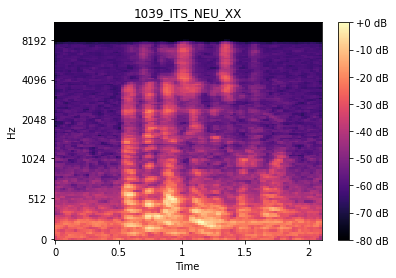 1039_ITS_NEU_XX
+0 dB
8192
-10 dB
4096
-20 dB
-30 dB
2048
Hz
-40 dB
1024
-50 dB
512
-60 dB
-70 dB
0
-80 dB
0
0.5
1
1.5
2
Time